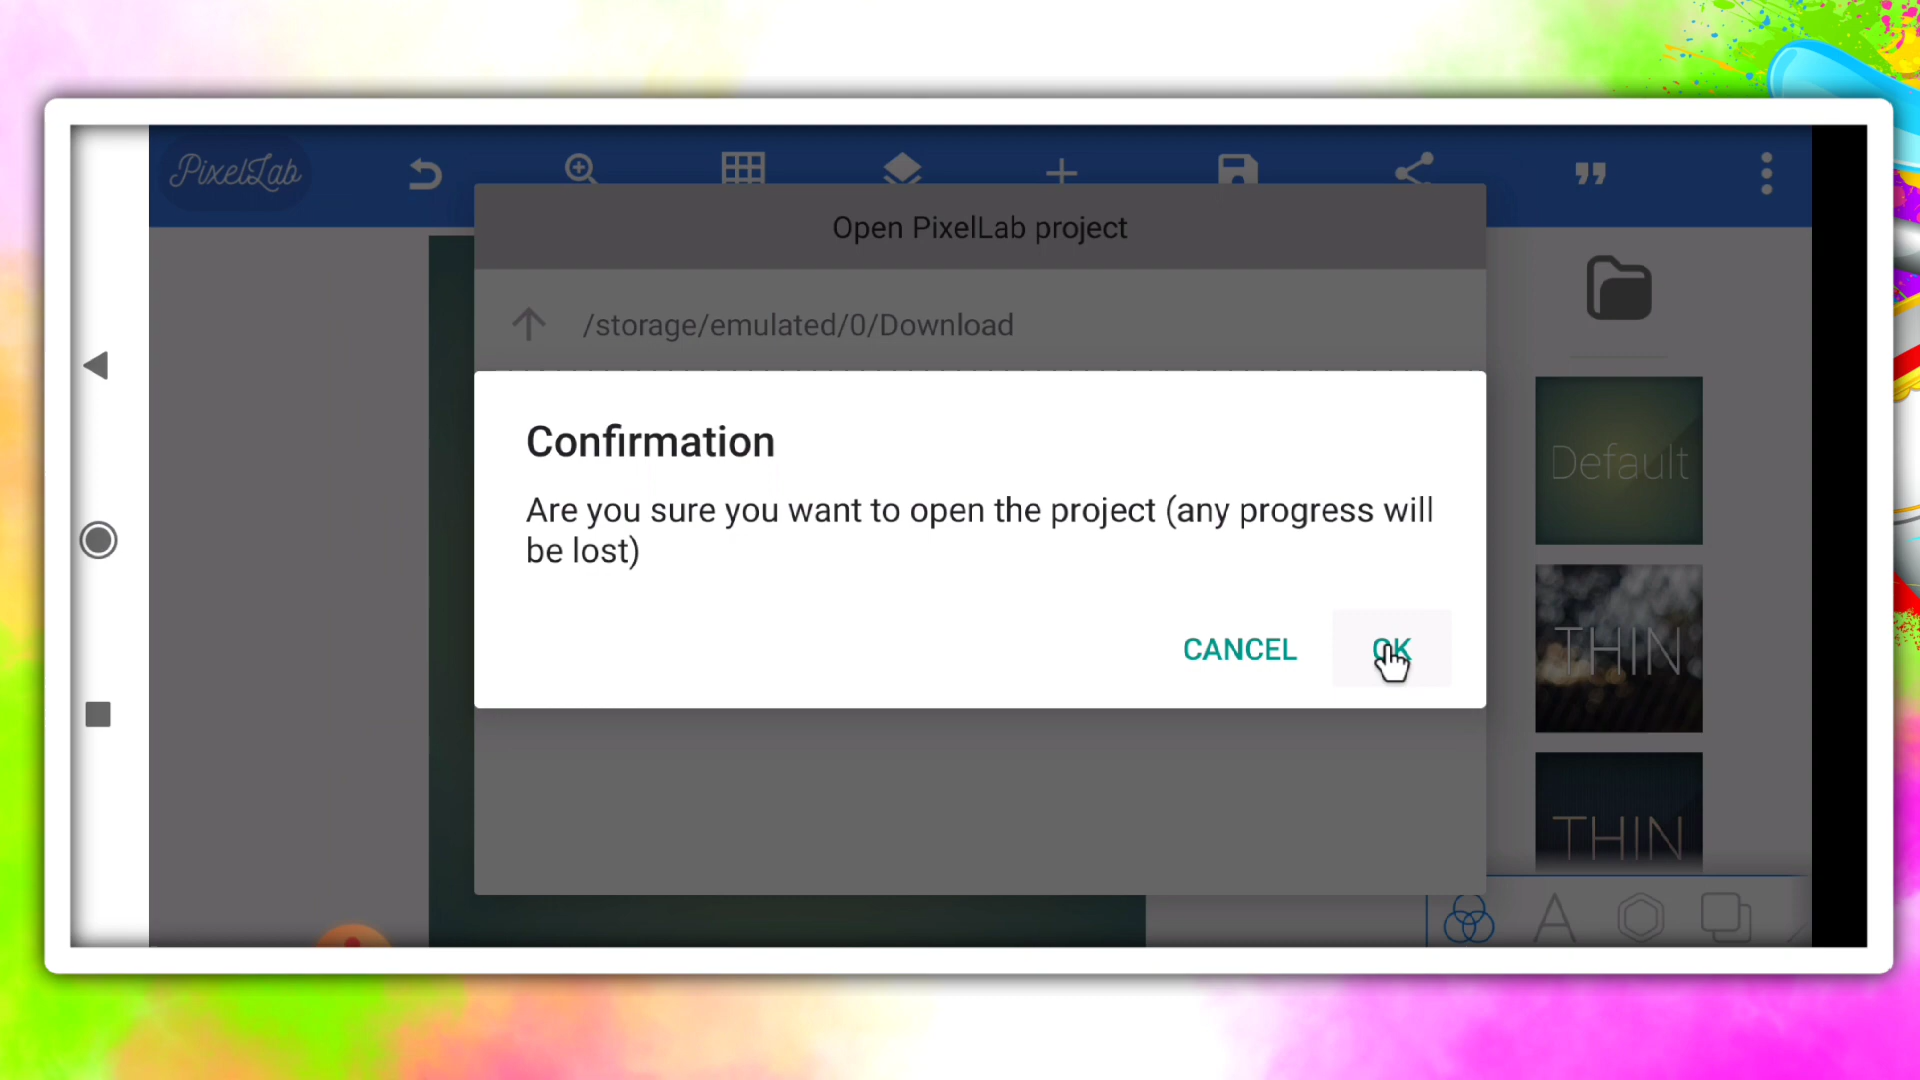 PixelLab
Open PixelLab project
/storage/emulated/0/Download
Confirmation
Are you sure you want to open the project (any progress will
be lost)
CANCEL
OK
Default
THIN
THIN